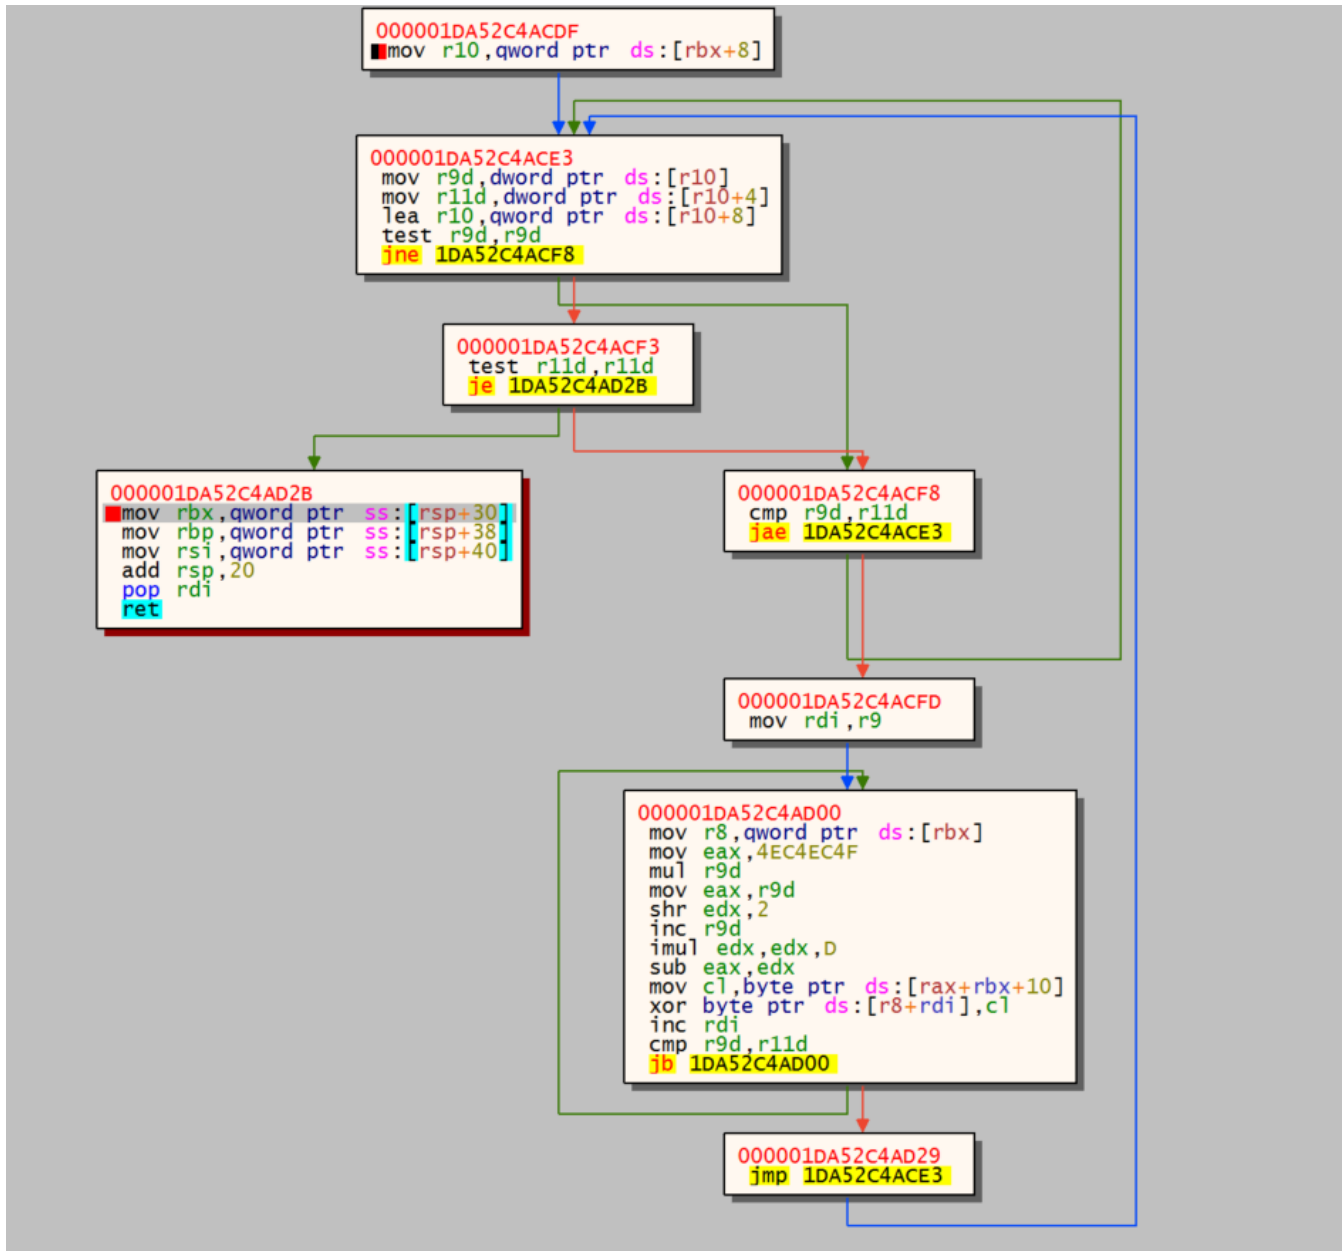 000001DA52C4ACDF
mov r10,qword ptr ds:[rbx+8]
000001DA52C4ACE3
mov r9d,dword ptr ds:[r10]
mov r11d,dword ptr ds:[r10+4]
lea r10,qword ptr ds:[r10+8]
test r9d,r9d
jne 1DA52C4ACF8
000001DA52C4ACF3
test r11d,r11d
je 1DA52C4AD2B
000001DA52C4AD2B
mov rbx,qword ptr ss:[rsp+30]
mov rbp,qword ptr ss:[rsp+38]
mov rsi,qword ptr ss:[rsp+40]
add rsp,20
pop rdi
ret
000001DA52C4ACF8
cmp r9d,r11d
jae 1DA52C4ACE3
000001DA52C4ACFD
mov rdi,r9
000001DA52C4AD00
mov r8,qword ptr ds:[rbx]
mov eax,4EC4EC4F
mul r9d
mov eax,r9d
shr edx,2
inc r9d
imul edx,edx,D
sub eax,edx
mov cl,byte ptr ds:[rax+rbx+10]
xor byte ptr ds:[r8+rdi],cl
inc rdi
cmp r9d,r11d
jb 1DA52C4AD00
000001DA52C4AD29
jmp 1DA52C4ACE3